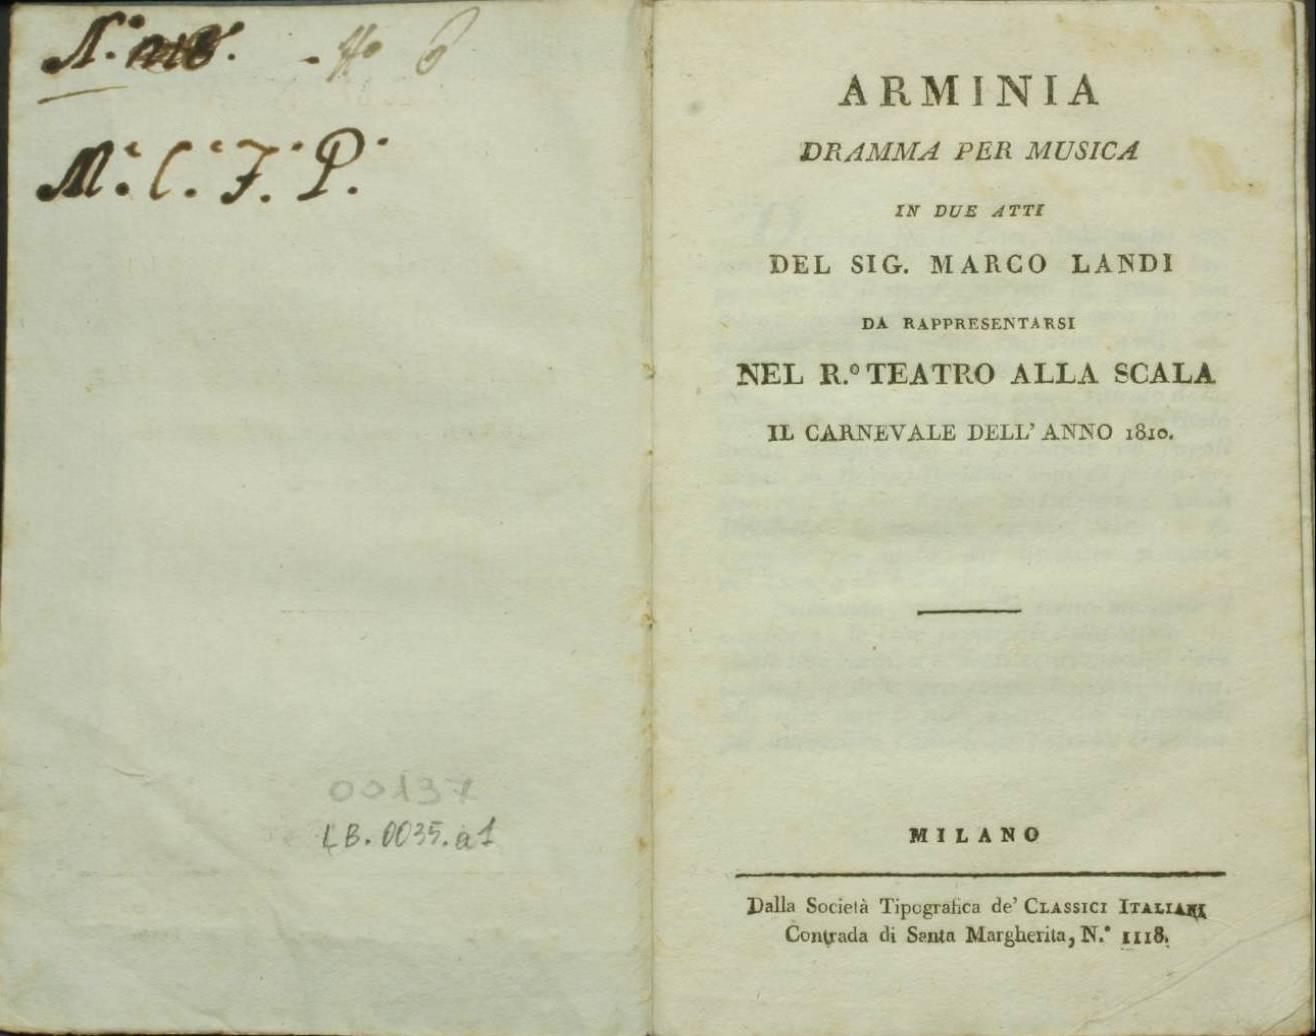 N.
M. C. F. P.
00137
LB. 0035. a1
ARMINIA
DRAMMA PER MUSICA
IN DUE ATTI
DEL SIG. MARCO LANDI
DA RAPPRESENTARSI
NEL R.º TEATRO ALLA SCALA
IL CARNEVALE DELL' ANNO 1810.
MILANO
Dalla Società Tipografica de' CLASSICI ITALIANI
Contrada di Santa Margherita, N.º 1118.